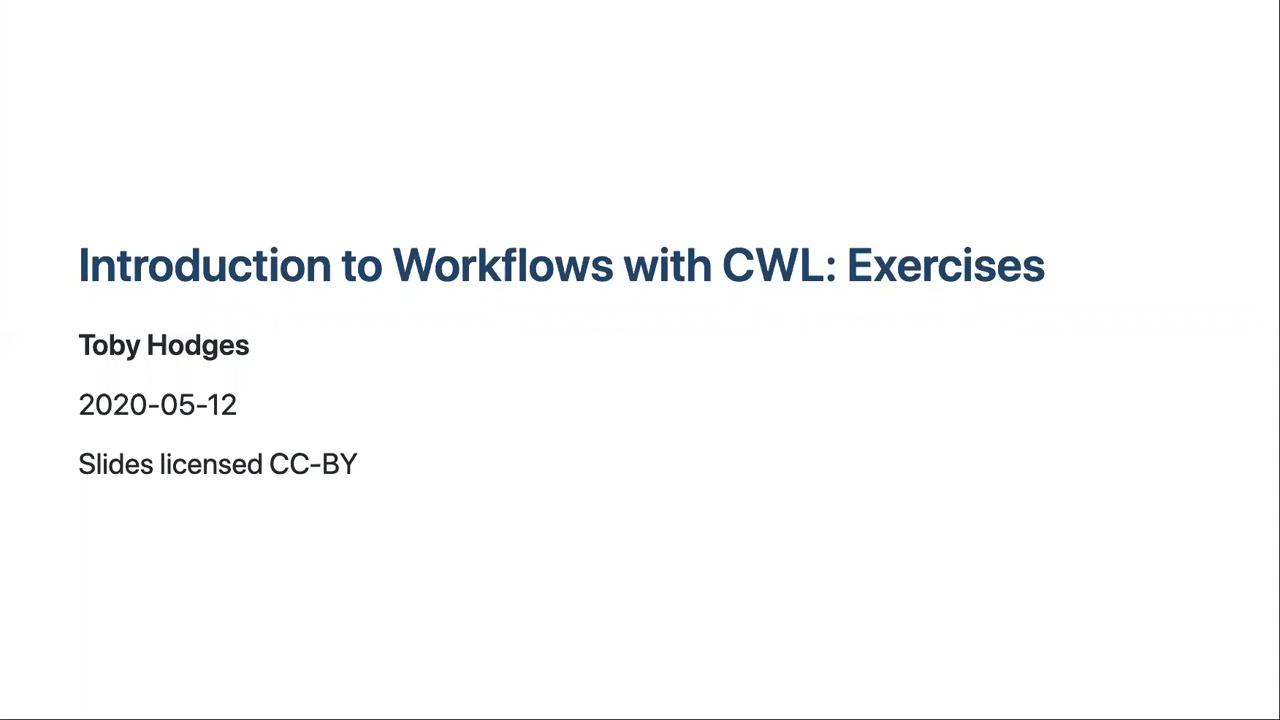 Introduction to Workflows with CWL: Exercises
Toby Hodges
2020-05-12
Slides licensed CC-BY